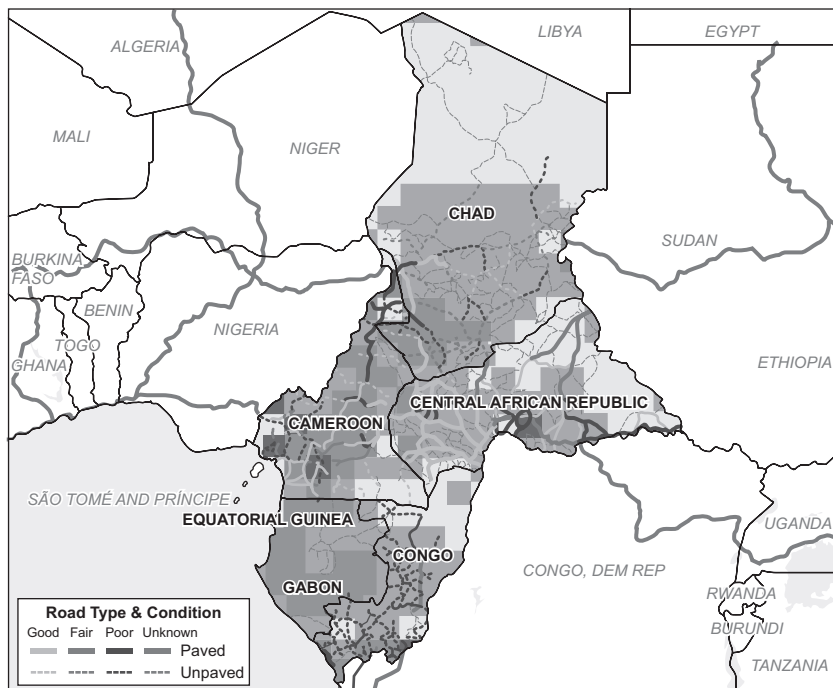 ALGERIA
LIBYA
EGYPT
MALI
NIGER
CHAD
SUDAN
BURKINA
FASO
BENIN
NIGERIA
TOGO
GHANA
ETHIOPIA
CENTRAL AFRICAN REPUBLIC
CAMEROON
SÃO TOMÉ AND PRÍNCIPE
EQUATORIAL GUINEA
UGANDA
CONGO
CONGO, DEM REP
GABON
RWANDA
BURUNDI
TANZANIA
Road Type & Condition
Good Fair Poor Unknown
Paved
Unpaved